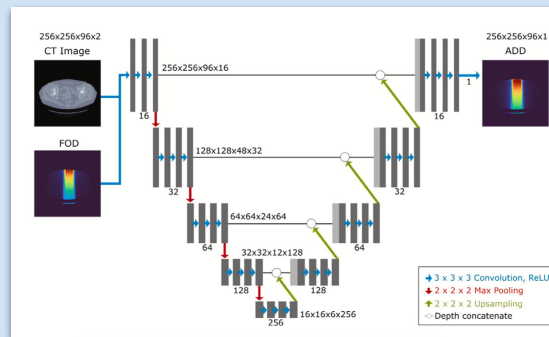 256x256x96x2
CT Image
FOD
256x256x96x16
16
128x128x48x32
32
64x64x24x64
64
32x32x12x128
128
16x16x6x256
256
128
64
32
16
1
256x256x96x1
ADD
3 x 3 x 3 Convolution, ReLU
2 x 2 x 2 Max Pooling
2 x 2 x 2 Upsampling
Depth concatenate